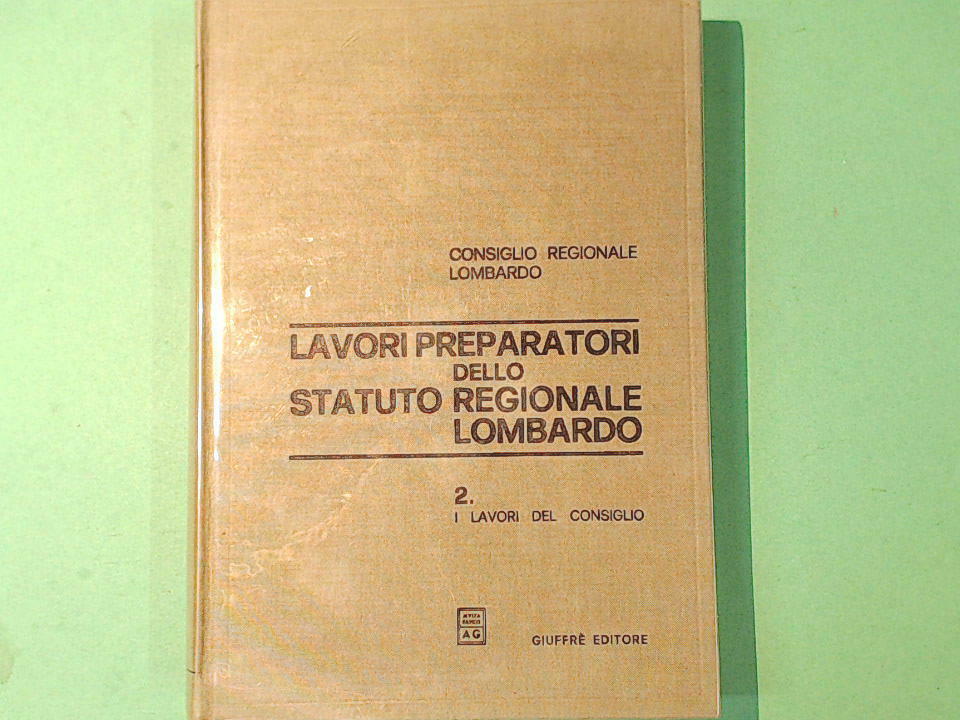 CONSIGLIO REGIONALE
LOMBARDO
LAVORI PREPARATORI
DELLO
STATUTO REGIONALE
LOMBARDO
2.
I LAVORI DEL CONSIGLIO
AG
GIUFFRÈ EDITORE